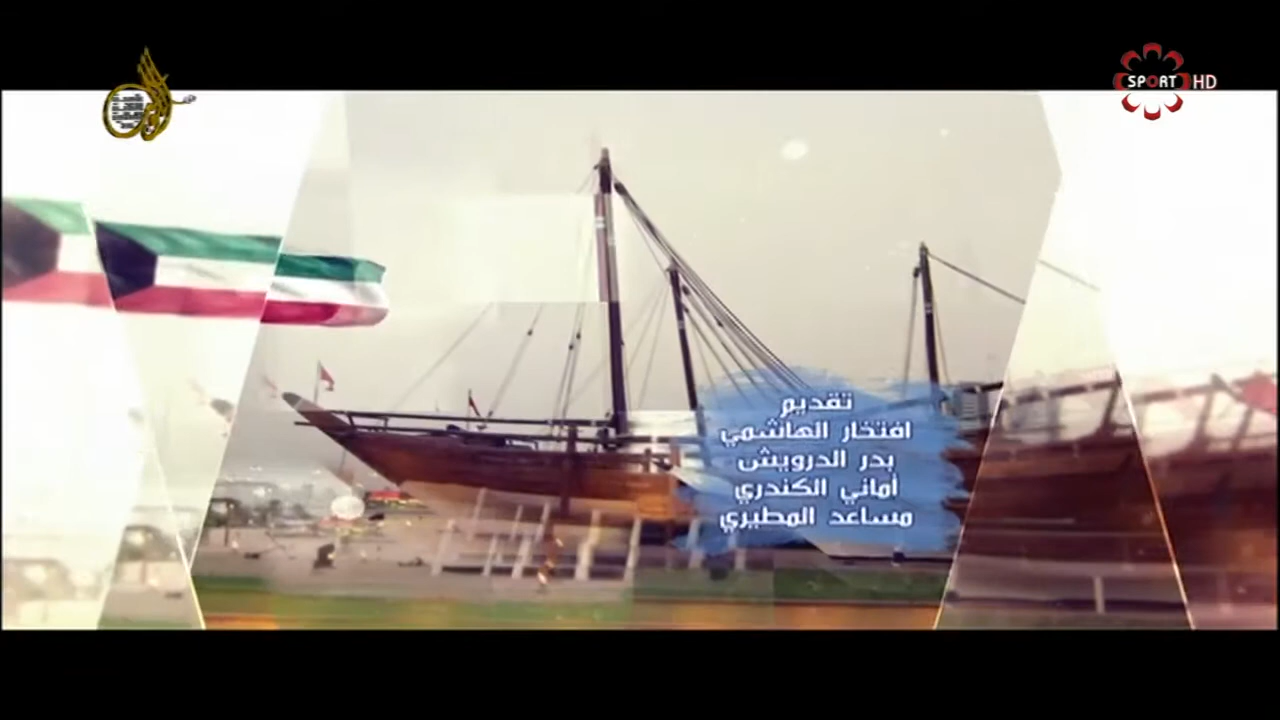 SPORT HD
تقديم
افتخار الهاشمي
بدر الدرويش
أماني الكندري
مساعد المطيري